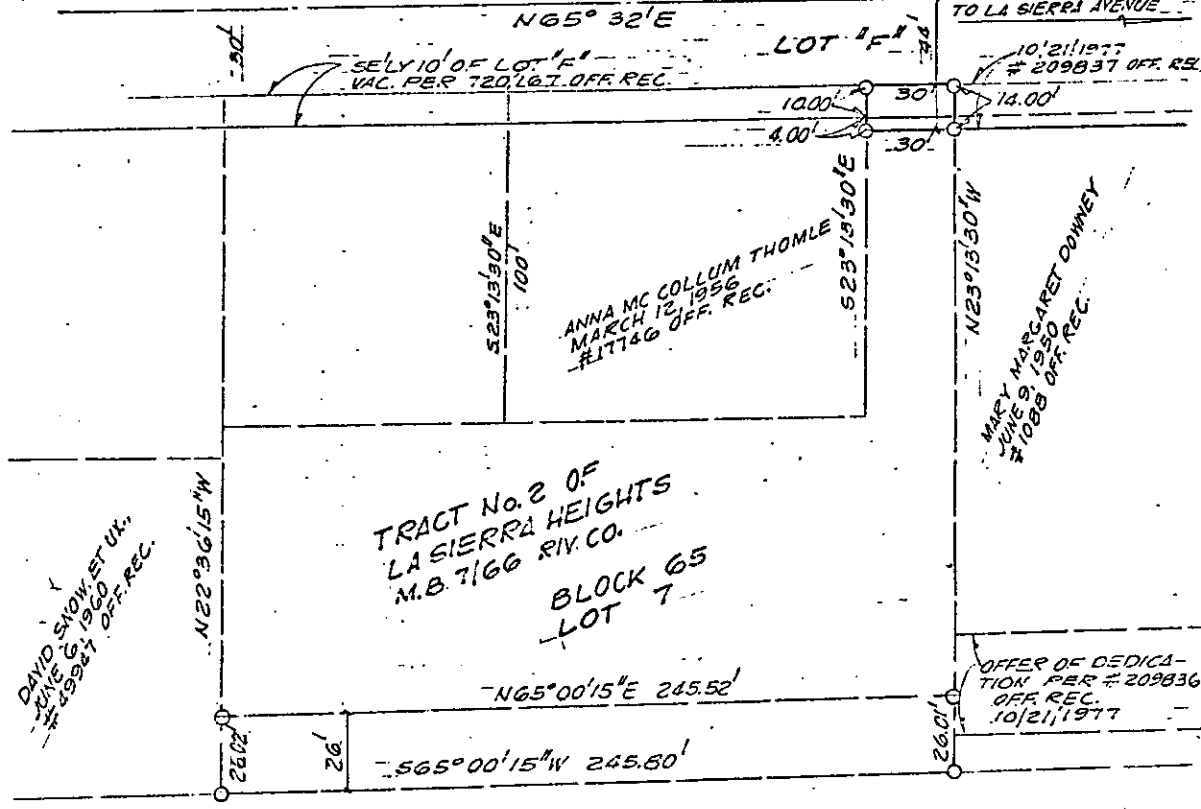 N65° 32'E
TO LA SIERRA AVENUE
30'
LOT "F"
44'
SE'LY 10' OF LOT "F"
VAC. PER 720/67. OFF. REC.
10/21/1977
# 209837 OFF. REC.
10.00'
30'
14.00'
4.00'
30'
S23°13'30"E
100'
ANNA MC COLLUM THOMLE
MARCH 12, 1956
#17746 OFF. REC.
S23°13'30"E
N23°13'30"W
MARY MARGARET DOWNEY
JUNE 9, 1950
#1088 OFF. REC.
DAVID SNOW, ET UX.,
JUNE 6, 1960
# 49947 OFF. REC.
N22°36'15"W
TRACT No. 2 OF
LA SIERRA HEIGHTS
M.B. 7/66 RIV. CO.
BLOCK 65
LOT 7
OFFER OF DEDICA-
TION PER # 209836
OFF. REC.
10/21/1977
N65°00'15"E 245.52'
26.02'
26'
S65°00'15"W 245.80'
26.01'